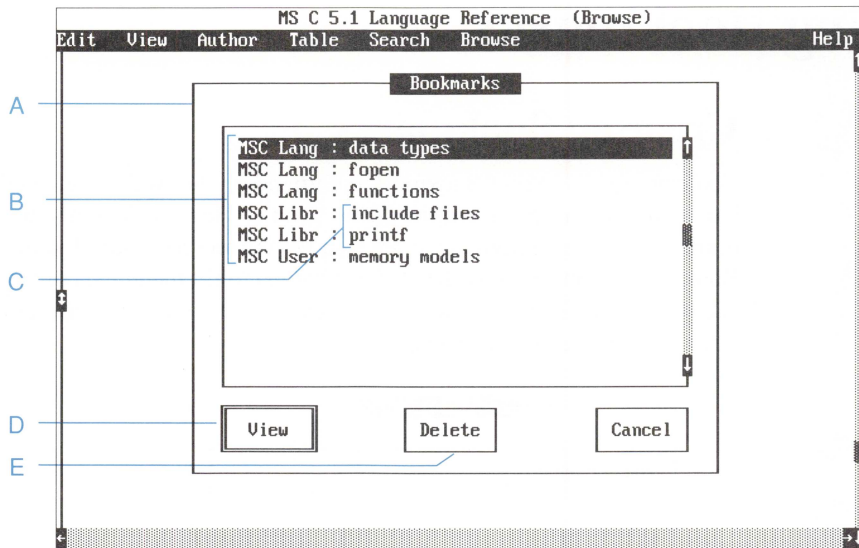 MS C 5.1 Language Reference (Browse)
Edit View Author Table Search Browse Help
Bookmarks
A
MSC Lang : data types
MSC Lang : fopen
B
MSC Lang : functions
MSC Libr : include files
MSC Libr : printf
MSC User : memory models
C
D
View Delete Cancel
E